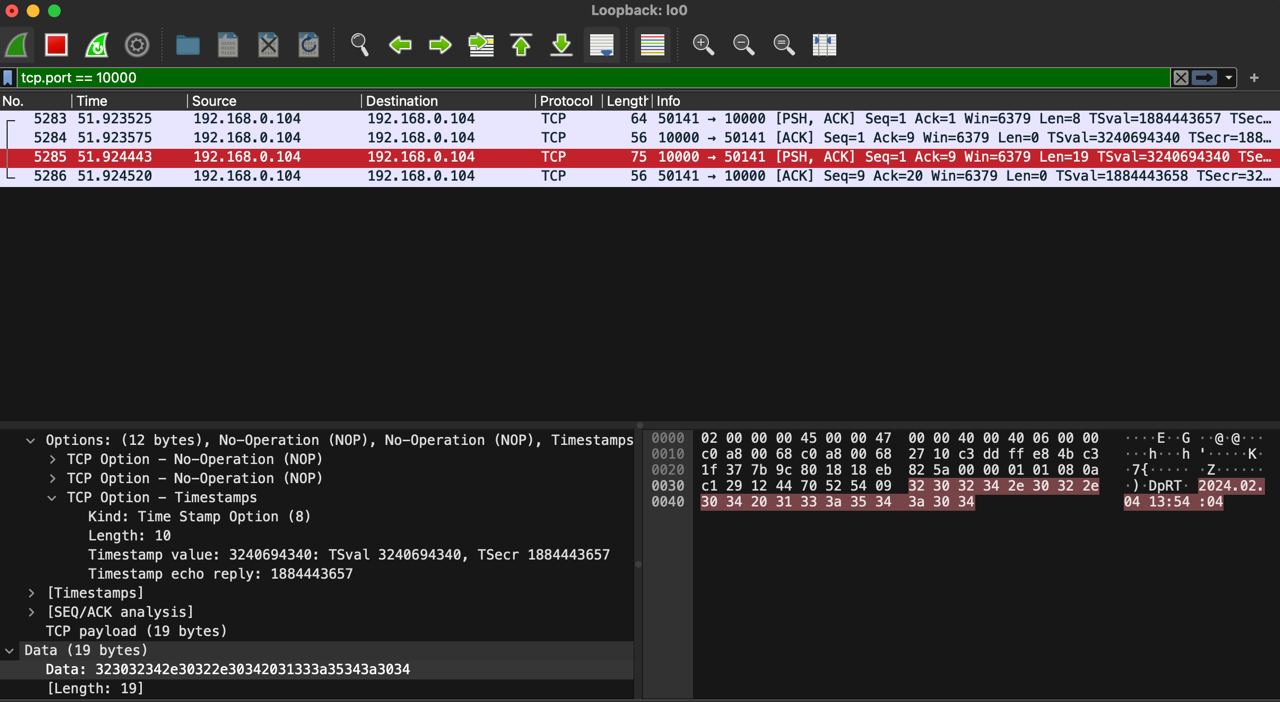 Loopback: lo0
tcp.port == 10000
No. Time Source Destination Protocol Length Info
5283 51.923525 192.168.0.104 192.168.0.104 TCP 64 50141 → 10000 [PSH, ACK] Seq=1 Ack=1 Win=6379 Len=8 TSval=1884443657 TSec…
5284 51.923575 192.168.0.104 192.168.0.104 TCP 56 10000 → 50141 [ACK] Seq=1 Ack=9 Win=6379 Len=0 TSval=3240694340 TSecr=188…
5285 51.924443 192.168.0.104 192.168.0.104 TCP 75 10000 → 50141 [PSH, ACK] Seq=1 Ack=9 Win=6379 Len=19 TSval=3240694340 TSe…
5286 51.924520 192.168.0.104 192.168.0.104 TCP 56 50141 → 10000 [ACK] Seq=9 Ack=20 Win=6379 Len=0 TSval=1884443658 TSecr=32…
Options: (12 bytes), No-Operation (NOP), No-Operation (NOP), Timestamps
TCP Option - No-Operation (NOP)
TCP Option - No-Operation (NOP)
TCP Option - Timestamps
Kind: Time Stamp Option (8)
Length: 10
Timestamp value: 3240694340: TSval 3240694340, TSecr 1884443657
Timestamp echo reply: 1884443657
[Timestamps]
[SEQ/ACK analysis]
TCP payload (19 bytes)
Data (19 bytes)
Data: 323032342e30322e30342031333a35343a3034
[Length: 19]
0000 02 00 00 00 45 00 00 47 00 00 40 00 40 06 00 00 ····E··G ··@·@···
0010 c0 a8 00 68 c0 a8 00 68 27 10 c3 dd ff e8 4b c3 ···h···h '·····K·
0020 1f 37 7b 9c 80 18 18 eb 82 5a 00 00 01 01 08 0a ·7{····· ·Z······
0030 c1 29 12 44 70 52 54 09 32 30 32 34 2e 30 32 2e ·)·DpRT· 2024.02.
0040 30 34 20 31 33 3a 35 34 3a 30 34 04 13:54 :04